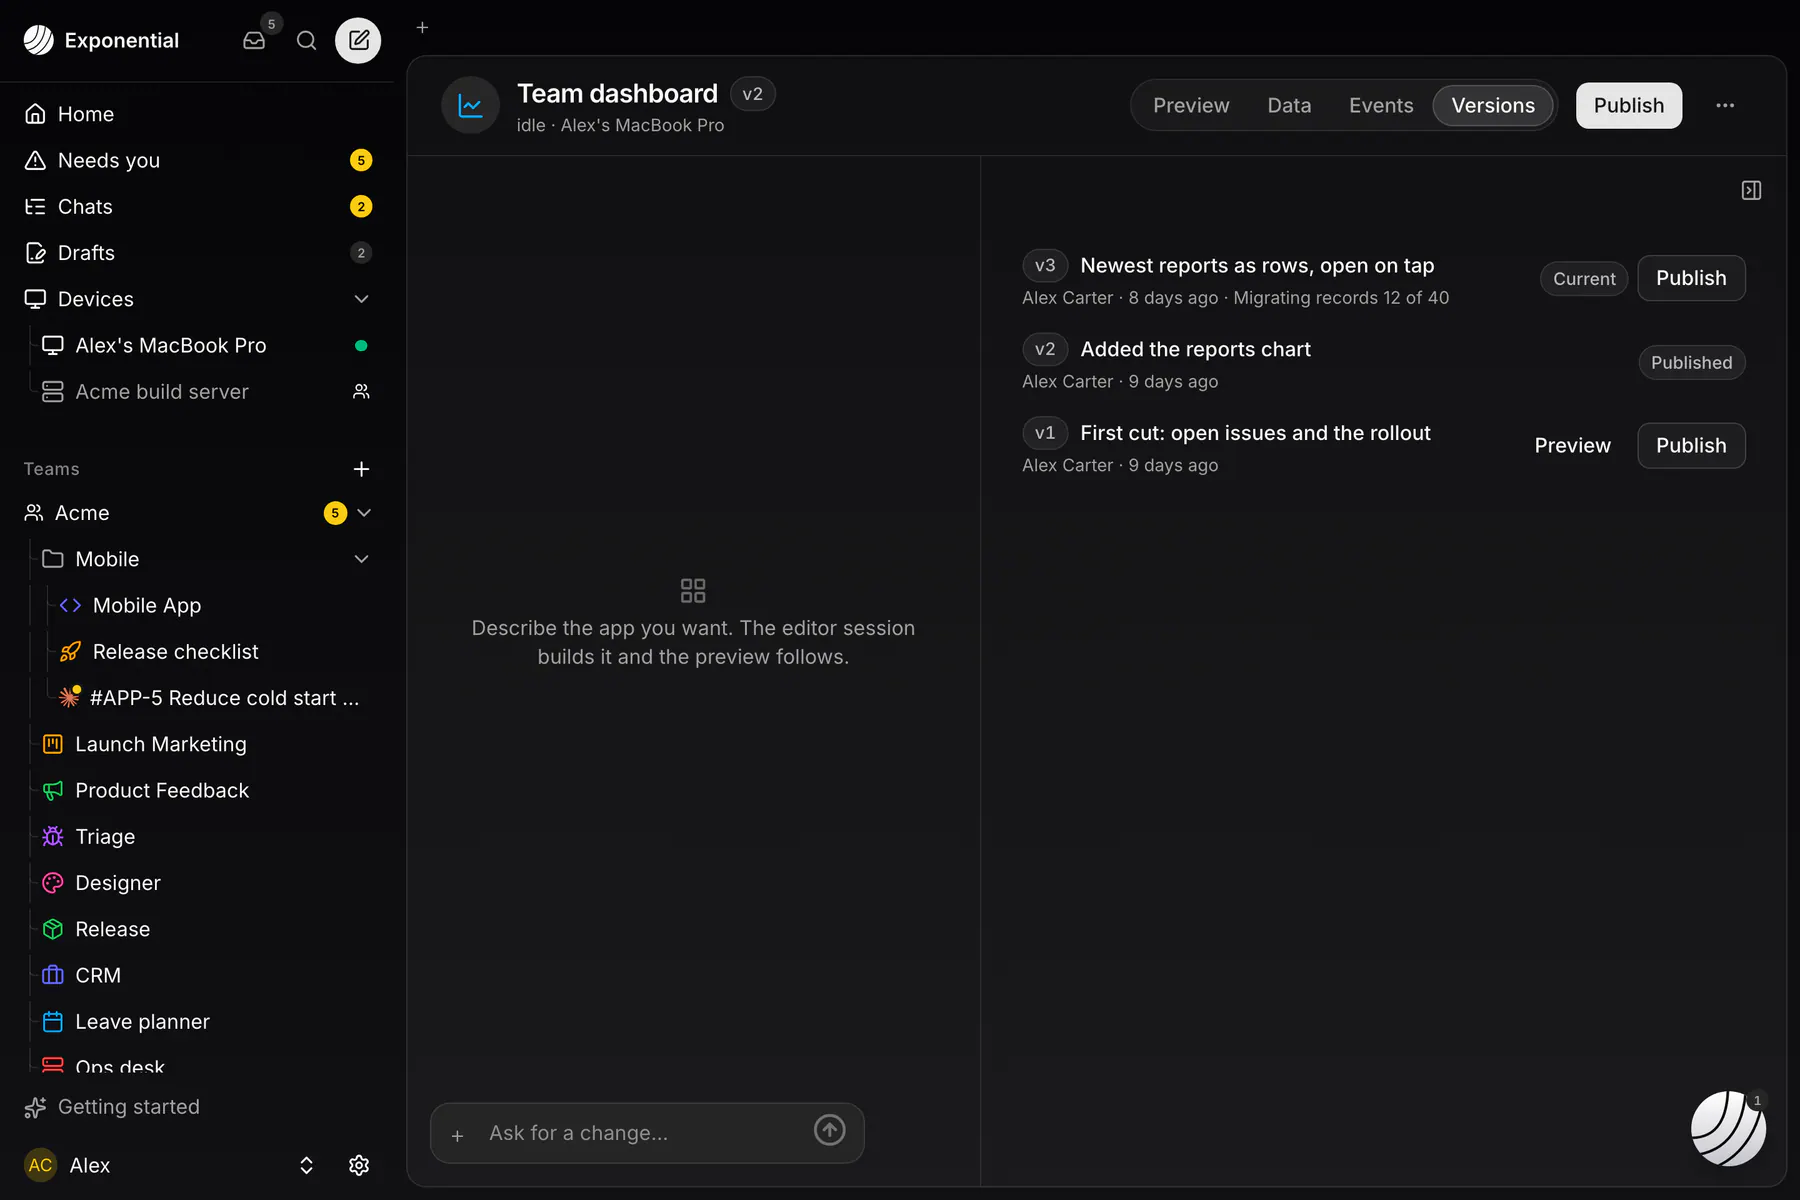 Exponential
5
Home
Needs you
5
Chats
2
Drafts
2
Devices
Alex's MacBook Pro
Acme build server
Teams
Acme
5
Mobile
Mobile App
Release checklist
#APP-5 Reduce cold start ...
Launch Marketing
Product Feedback
Triage
Designer
Release
CRM
Leave planner
Ops desk
Getting started
AC Alex
Team dashboard v2
idle · Alex's MacBook Pro
Preview Data Events Versions Publish
Describe the app you want. The editor session
builds it and the preview follows.
Ask for a change...
v3 Newest reports as rows, open on tap
Alex Carter · 8 days ago · Migrating records 12 of 40
Current Publish
v2 Added the reports chart
Alex Carter · 9 days ago
Published
v1 First cut: open issues and the rollout
Alex Carter · 9 days ago
Preview Publish
1